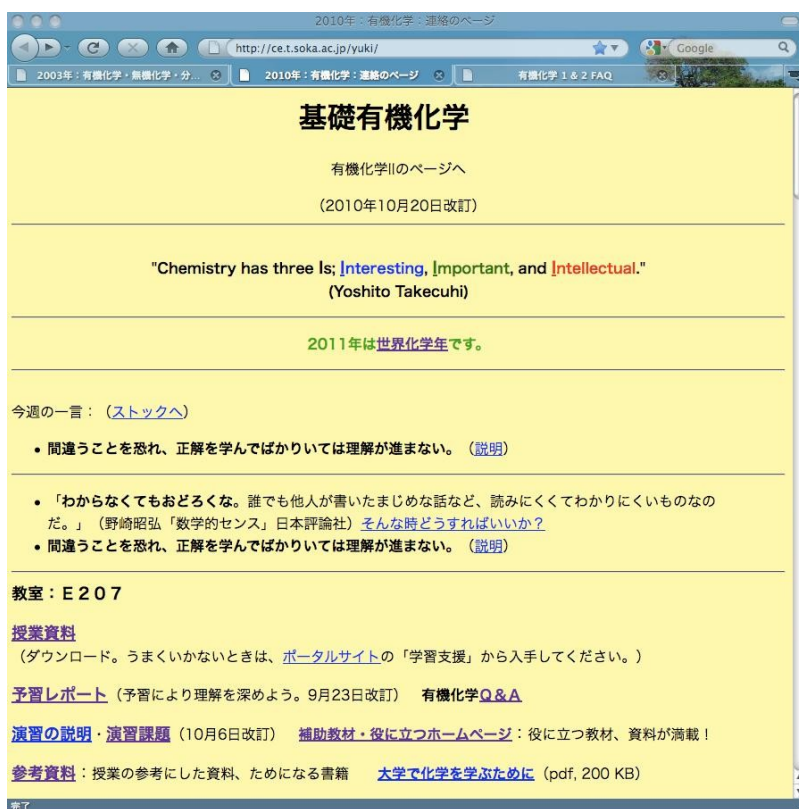 2010年：有機化学：連絡のページ
http://ce.t.soka.ac.jp/yuki/
Google
2003年：有機化学・無機化学・分...
2010年：有機化学：連絡のページ
有機化学 1 & 2 FAQ
基礎有機化学
有機化学IIのページへ
（2010年10月20日改訂）
"Chemistry has three Is; Interesting, Important, and Intellectual."
(Yoshito Takecuhi)
2011年は世界化学年です。
今週の一言：（ストックへ）
• 間違うことを恐れ、正解を学んでばかりいては理解が進まない。（説明）
• 「わからなくてもおどろくな。誰でも他人が書いたまじめな話など、読みにくくてわかりにくいものなの
だ。」（野崎昭弘「数学的センス」日本評論社）そんな時どうすればいいか？
• 間違うことを恐れ、正解を学んでばかりいては理解が進まない。（説明）
教室：Ｅ２０７
授業資料
（ダウンロード。うまくいかないときは、ポータルサイトの「学習支援」から入手してください。）
予習レポート（予習により理解を深めよう。9月23日改訂） 有機化学Q&A
演習の説明・演習課題（10月6日改訂） 補助教材・役に立つホームページ：役に立つ教材、資料が満載！
参考資料：授業の参考にした資料、ためになる書籍 大学で化学を学ぶために（pdf, 200 KB）
完了